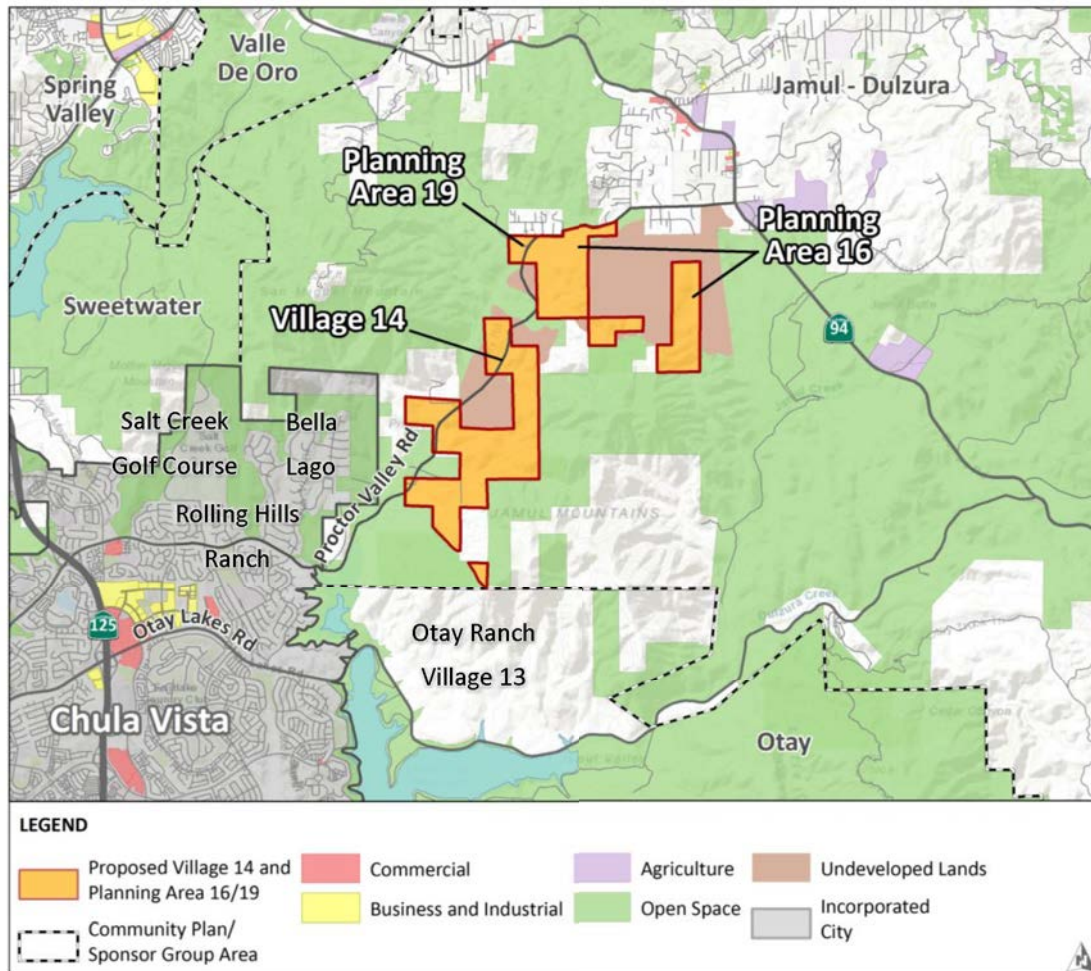 Valle
De Oro
Spring
Valley
Jamul - Dulzura
Planning
Area 19
Planning
Area 16
Sweetwater
Village 14
94
Salt Creek
Golf Course
Bella
Lago
Proctor Valley Rd
Rolling Hills
Ranch
JAMUL MOUNTAINS
Dulzura Creek
125
Otay Lakes Rd
Otay Ranch
Village 13
Chula Vista
Otay
LEGEND
Proposed Village 14 and
Planning Area 16/19
Community Plan/
Sponsor Group Area
Commercial
Business and Industrial
Agriculture
Open Space
Undeveloped Lands
Incorporated
City